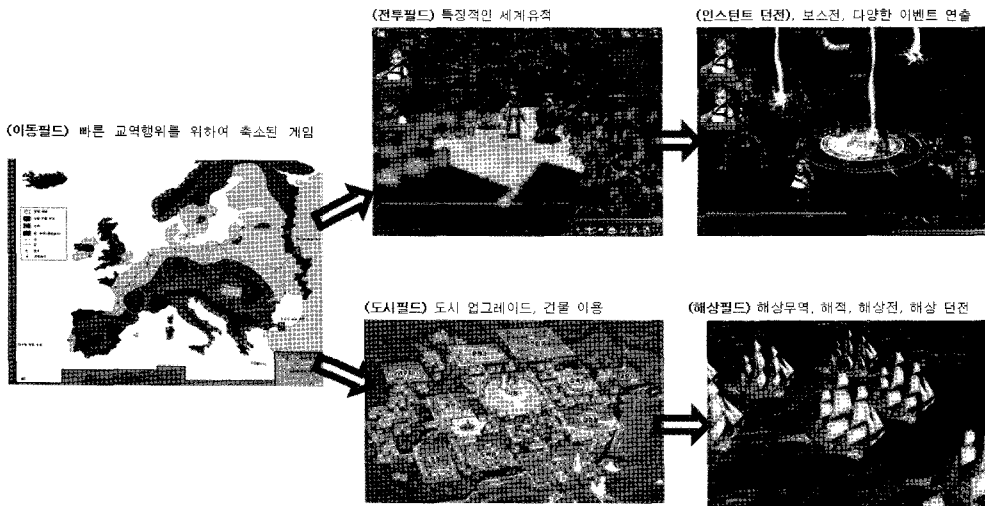 (전투필드) 특징적인 세계유적
(인스턴트 던전), 보스전, 다양한 이벤트 연출
(이동필드) 빠른 교역행위를 위하여 축소된 게임
(도시필드) 도시 업그레이드, 건물 이용
(해상필드) 해상무역, 해적, 해상전, 해상 던전